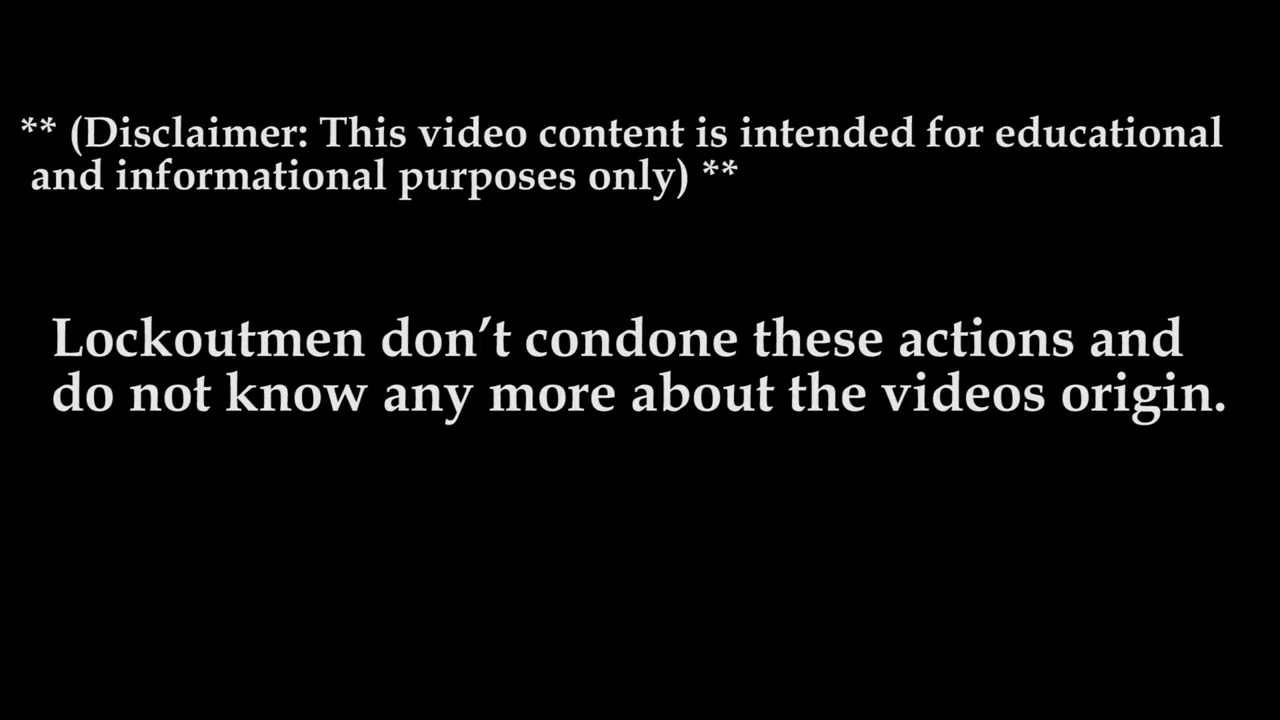 ** (Disclaimer: This video content is intended for educational
and informational purposes only) **
Lockoutmen don’t condone these actions and
do not know any more about the videos origin.